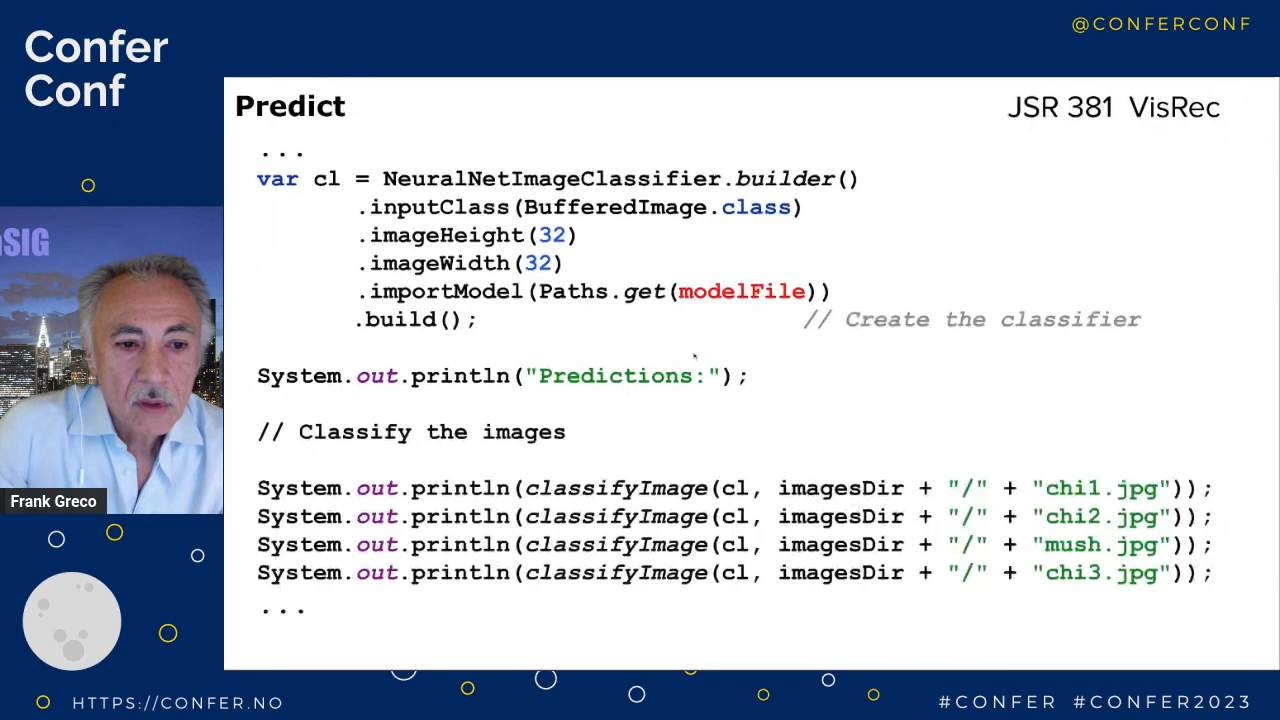 Confer
Conf
@CONFERCONF
Predict
JSR 381 VisRec
...
var cl = NeuralNetImageClassifier.builder()
.inputClass(BufferedImage.class)
.imageHeight(32)
.imageWidth(32)
.importModel(Paths.get(modelFile))
.build(); // Create the classifier
System.out.println("Predictions:");
// Classify the images
System.out.println(classifyImage(cl, imagesDir + "/" + "chi1.jpg"));
System.out.println(classifyImage(cl, imagesDir + "/" + "chi2.jpg"));
System.out.println(classifyImage(cl, imagesDir + "/" + "mush.jpg"));
System.out.println(classifyImage(cl, imagesDir + "/" + "chi3.jpg"));
...
SIG
Frank Greco
HTTPS://CONFER.NO
#CONFER #CONFER2023